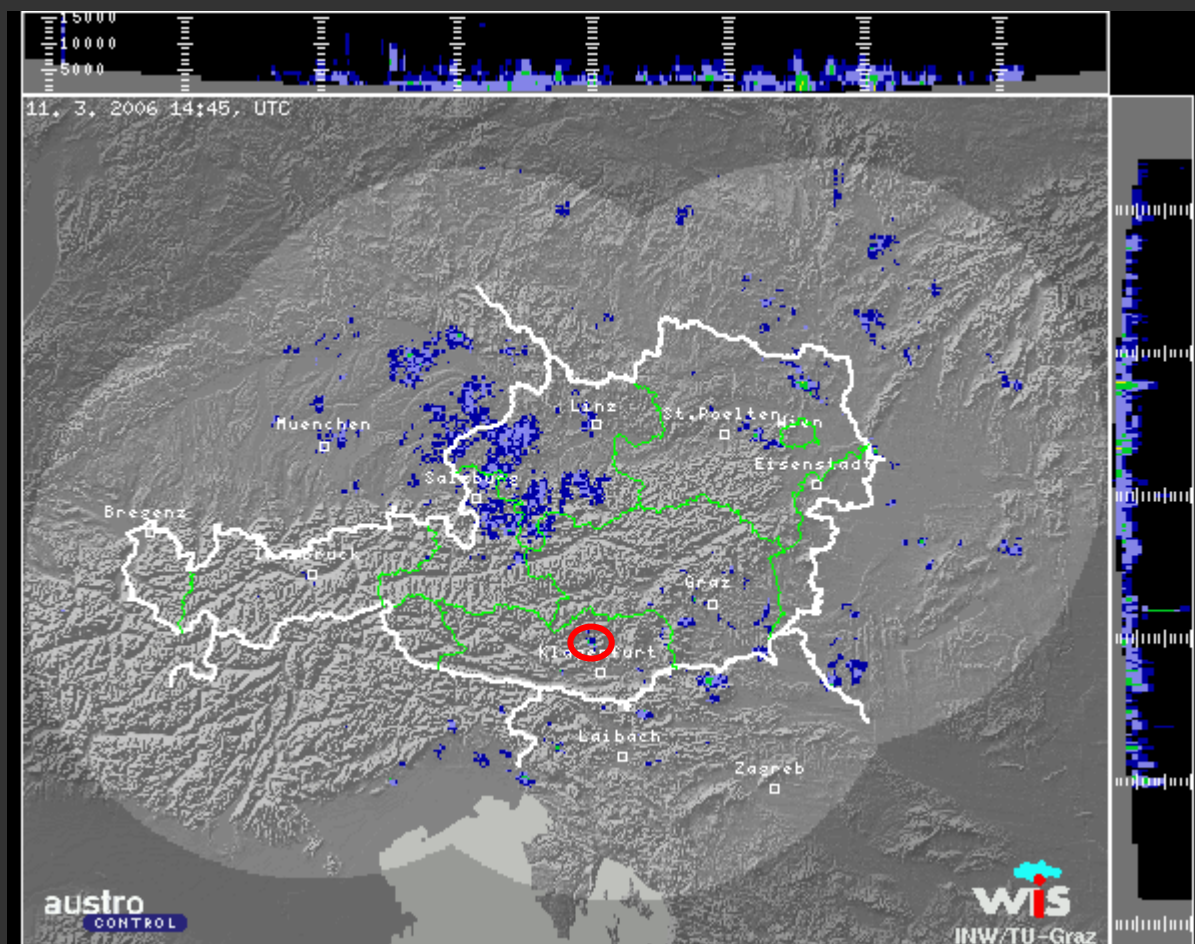 15000
10000
5000
11. 3. 2006 14:45, UTC
Linz
St.Poelten
Wien
Muenchen
Eisenstadt
Salzburg
Bregenz
Innsbruck
Graz
Klagenfurt
Laibach
Zagreb
austro
CONTROL
wis
INW/TU-Graz